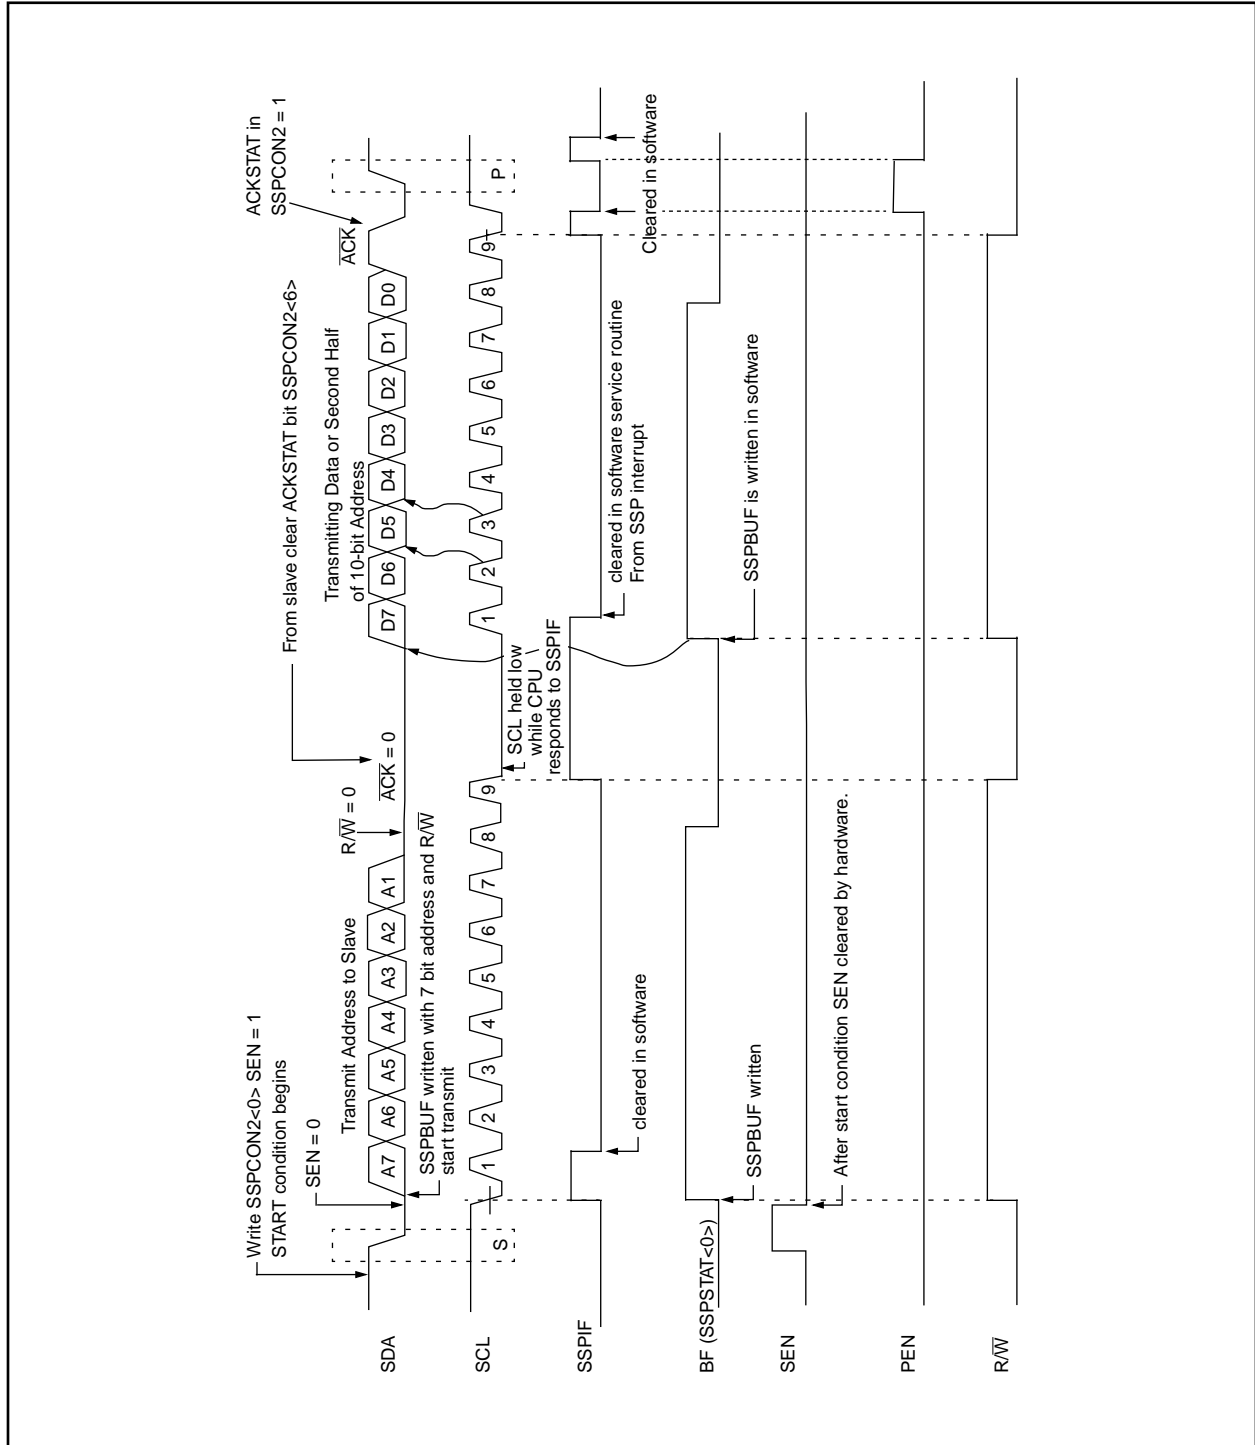 Write SSPCON2<0> SEN = 1
START condition begins
SEN = 0
Transmit Address to Slave
R/W = 0
From slave clear ACKSTAT bit SSPCON2<6>
ACK = 0
Transmitting Data or Second Half
of 10-bit Address
ACKSTAT in
SSPCON2 = 1
ACK
SDA
A7 A6 A5 A4 A3 A2 A1
D7 D6 D5 D4 D3 D2 D1 D0
SSPBUF written with 7 bit address and R/W
start transmit
SCL
S
1 2 3 4 5 6 7 8 9
1 2 3 4 5 6 7 8 9
P
SCL held low
while CPU
responds to SSPIF
SSPIF
cleared in software
cleared in software service routine
From SSP interrupt
Cleared in software
BF (SSPSTAT<0>)
SSPBUF written
SSPBUF is written in software
SEN
After start condition SEN cleared by hardware.
PEN
R/W